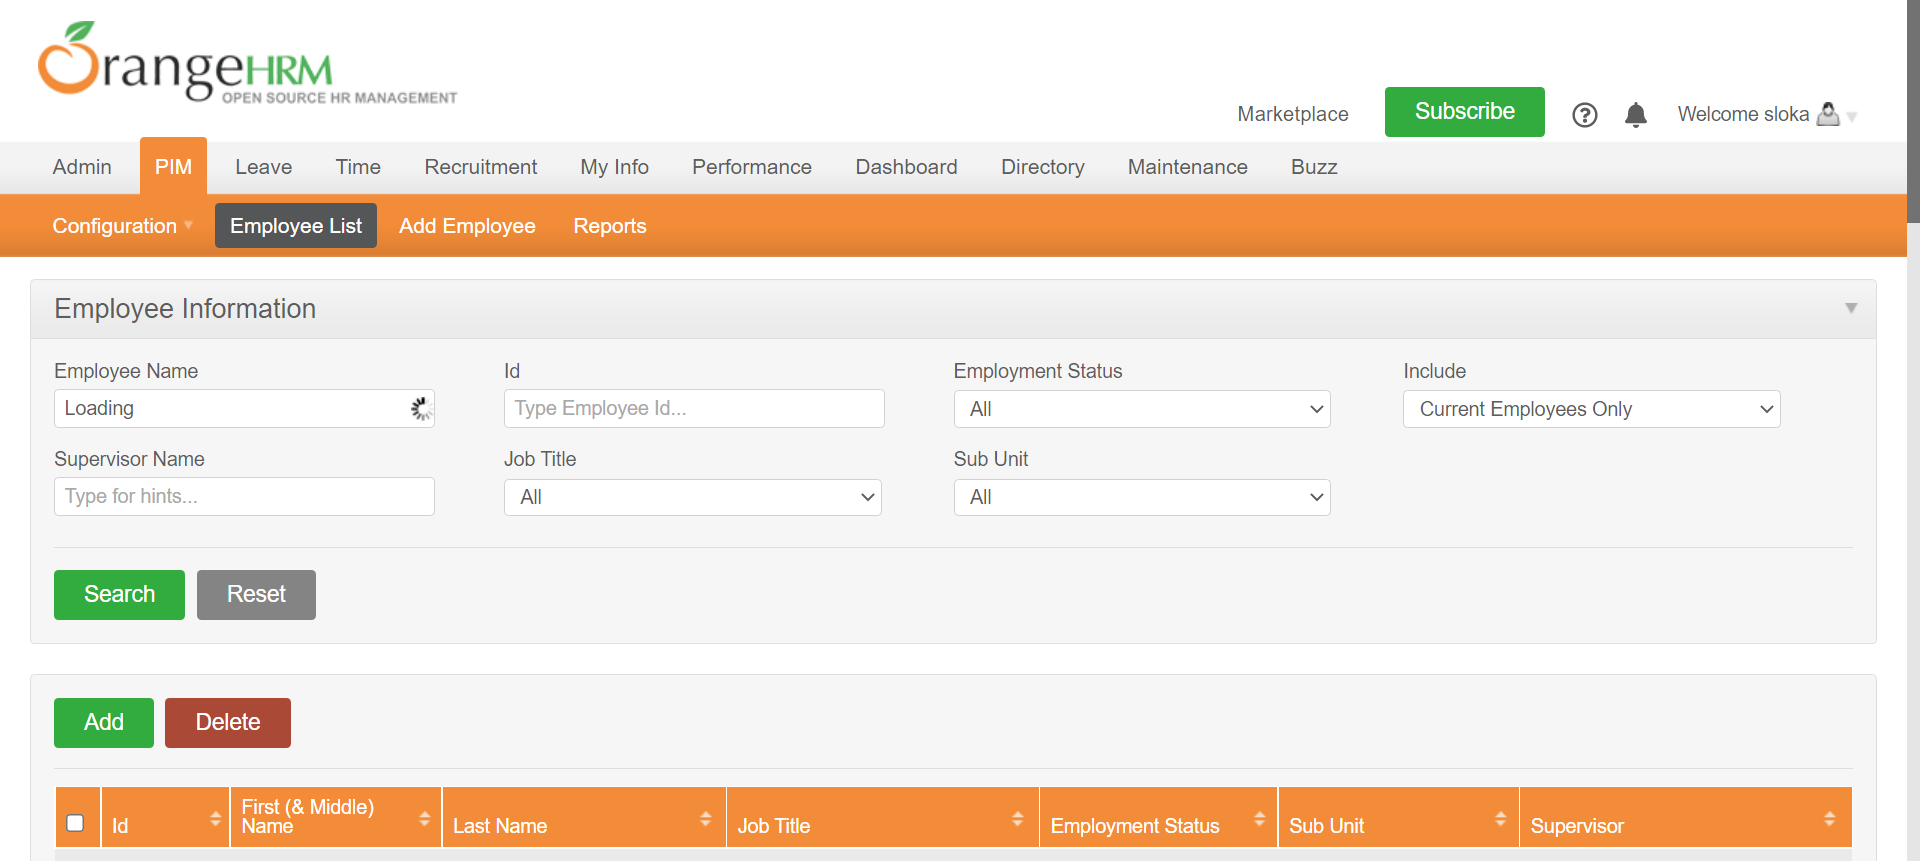 OrangeHRM
OPEN SOURCE HR MANAGEMENT
Marketplace
Subscribe
Welcome sloka
Admin
PIM
Leave
Time
Recruitment
My Info
Performance
Dashboard
Directory
Maintenance
Buzz
Configuration
Employee List
Add Employee
Reports
Employee Information
Employee Name
Id
Employment Status
Include
Loading
Type Employee Id...
All
Current Employees Only
Supervisor Name
Job Title
Sub Unit
Type for hints...
All
All
Search
Reset
Add
Delete
Id
First (& Middle)
Name
Last Name
Job Title
Employment Status
Sub Unit
Supervisor